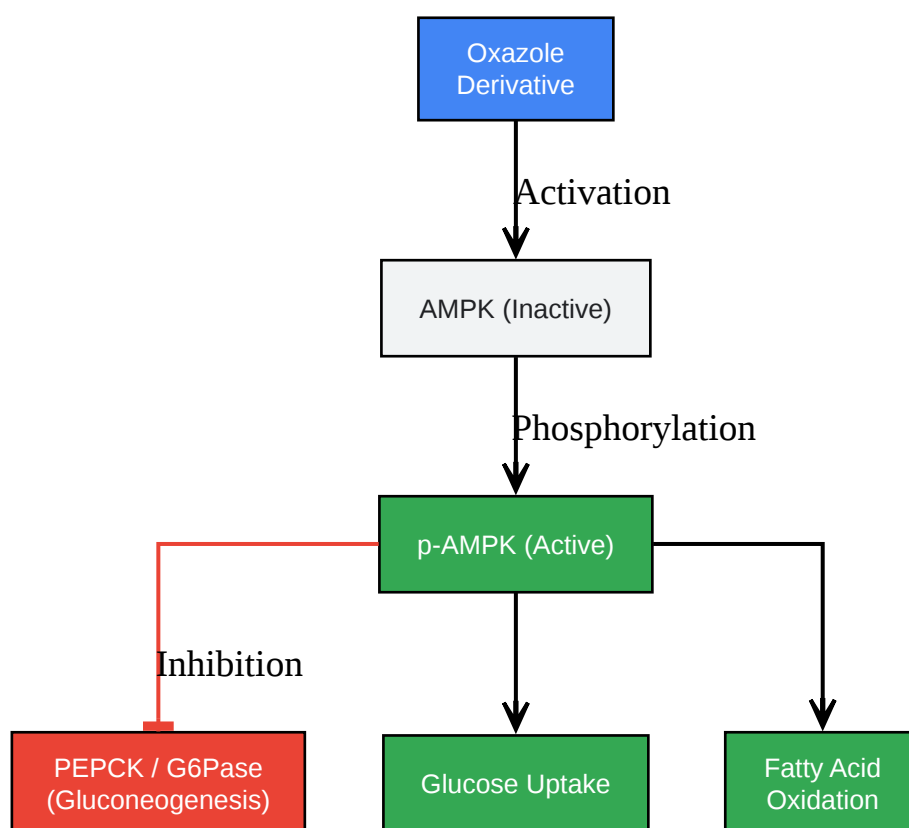 Oxazole
Derivative
Activation
AMPK (Inactive)
Phosphorylation
p-AMPK (Active)
Inhibition
PEPCK / G6Pase
(Gluconeogenesis)
Glucose Uptake
Fatty Acid
Oxidation